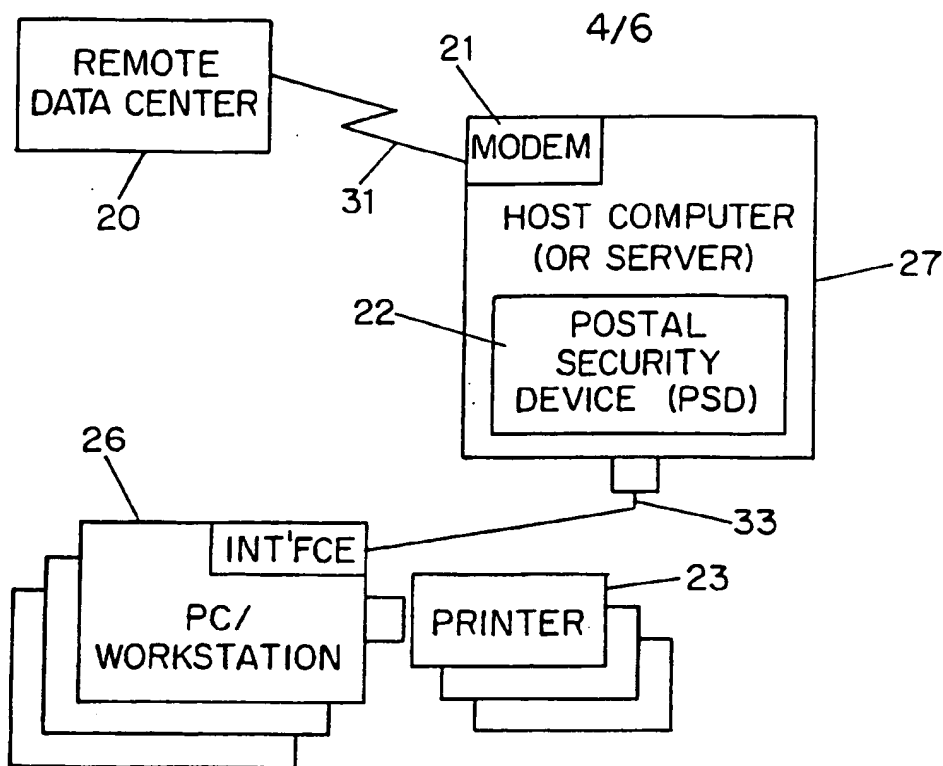 4/6
REMOTE
DATA CENTER
20
31
21
MODEM
HOST COMPUTER
(OR SERVER)
27
22
POSTAL
SECURITY
DEVICE (PSD)
33
26
INT'FCE
PC/
WORKSTATION
23
PRINTER